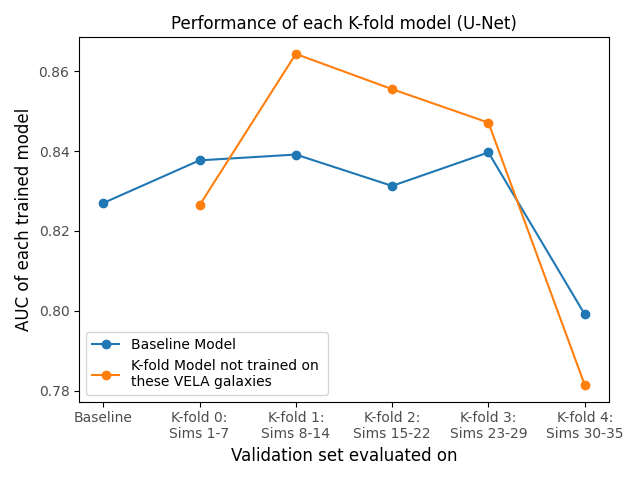 Performance of each K-fold model (U-Net)
AUC of each trained model
0.86
0.84
0.82
0.80
0.78
Baseline Model
K-fold Model not trained on
these VELA galaxies
Baseline
K-fold 0:
Sims 1-7
K-fold 1:
Sims 8-14
K-fold 2:
Sims 15-22
K-fold 3:
Sims 23-29
K-fold 4:
Sims 30-35
Validation set evaluated on